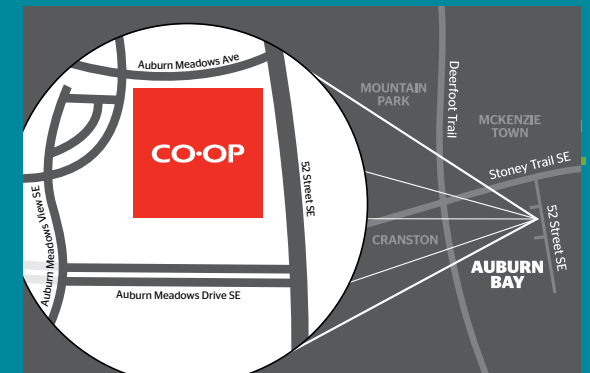 Auburn Meadows Ave
CO·OP
52 Street SE
Auburn Meadows View SE
Auburn Meadows Drive SE
MOUNTAIN
PARK
Deerfoot Trail
MCKENZIE
TOWN
Stoney Trail SE
52 Street SE
CRANSTON
AUBURN
BAY